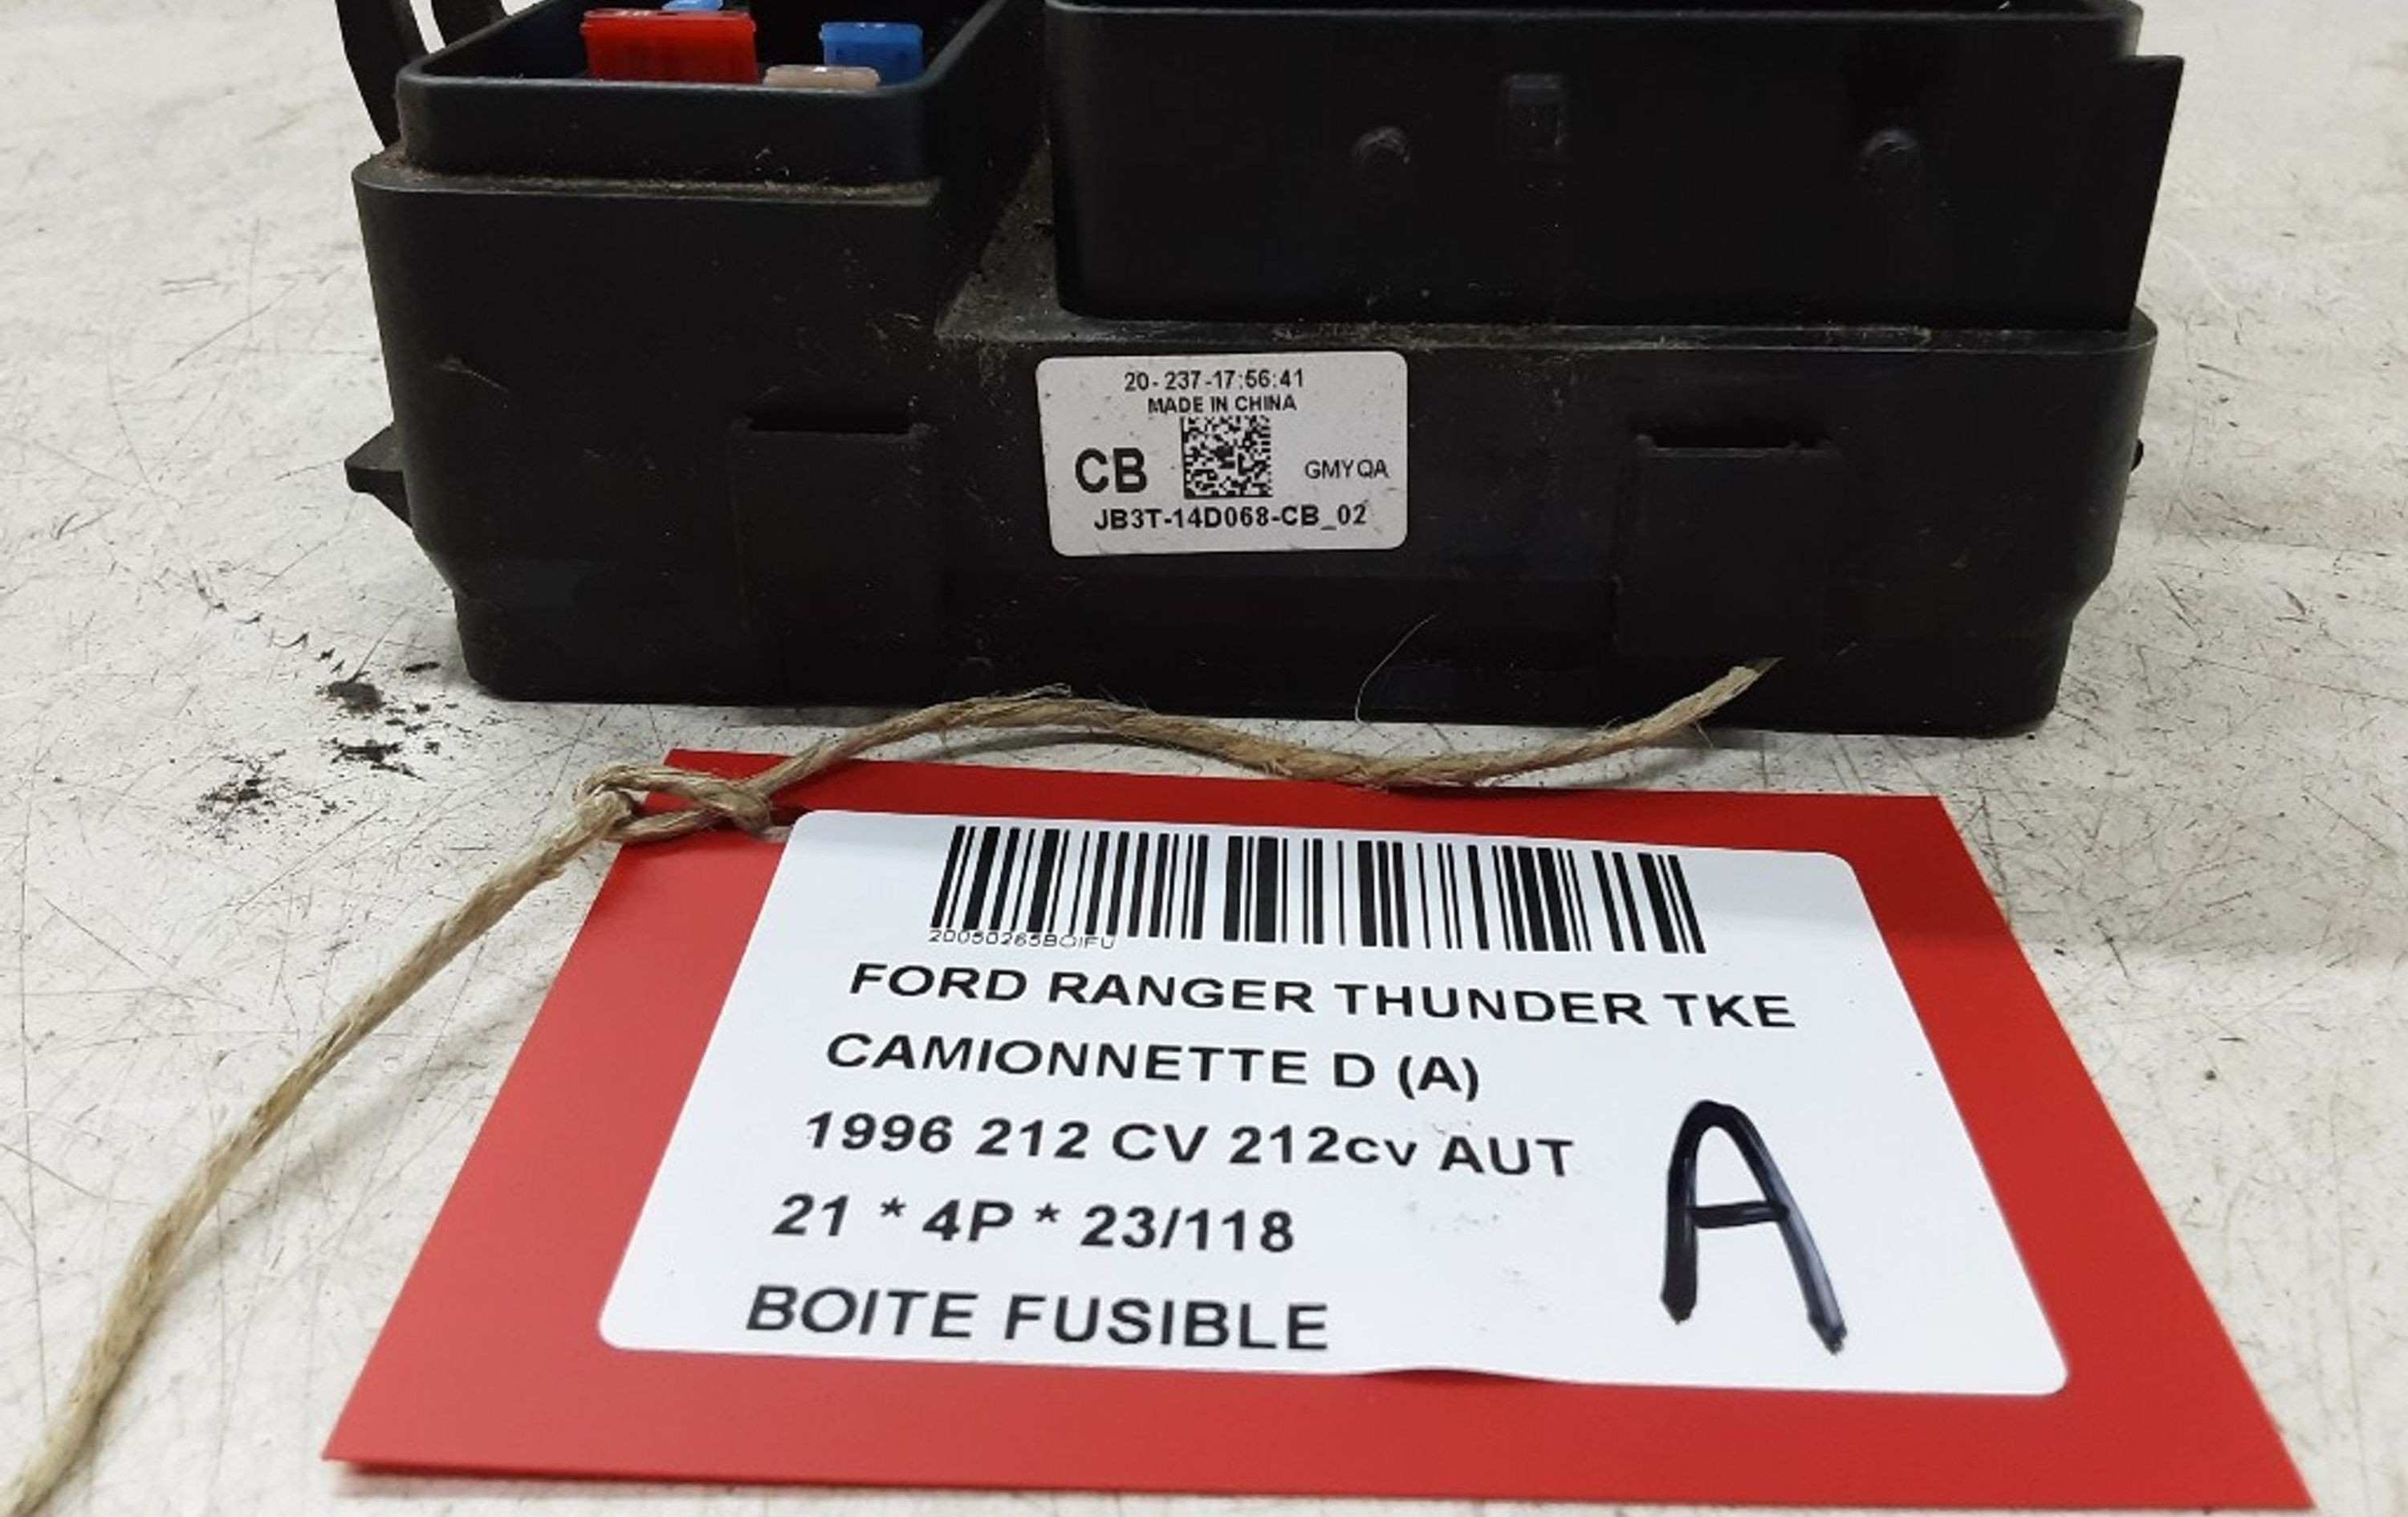 20-237-17:56:41
MADE IN CHINA
CB
GMYQA
JB3T-14D068-CB_02
20050265BOIFU
FORD RANGER THUNDER TKE
CAMIONNETTE D (A)
1996 212 CV 212cv AUT
21 * 4P * 23/118
A
BOITE FUSIBLE